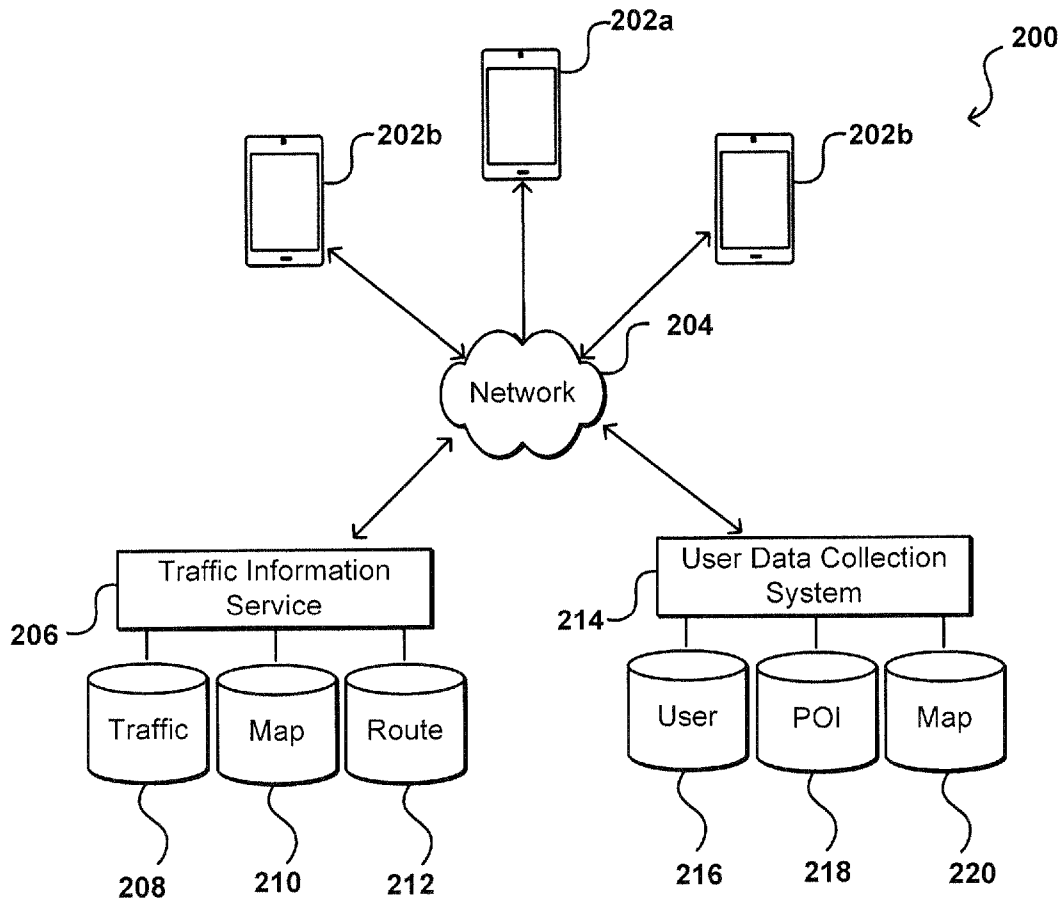 202a
200
202b
202b
204
Network
Traffic Information
Service
User Data Collection
System
206
214
Traffic
Map
Route
User
POI
Map
208
210
212
216
218
220